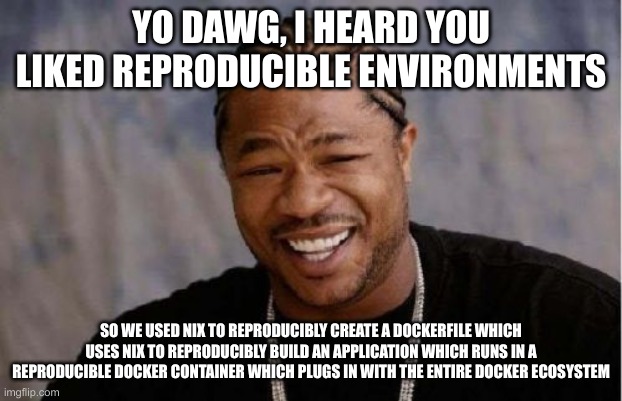 YO DAWG, I HEARD YOU
LIKED REPRODUCIBLE ENVIRONMENTS
SO WE USED NIX TO REPRODUCIBLY CREATE A DOCKERFILE WHICH
USES NIX TO REPRODUCIBLY BUILD AN APPLICATION WHICH RUNS IN A
REPRODUCIBLE DOCKER CONTAINER WHICH PLUGS IN WITH THE ENTIRE DOCKER ECOSYSTEM
imgflip.com